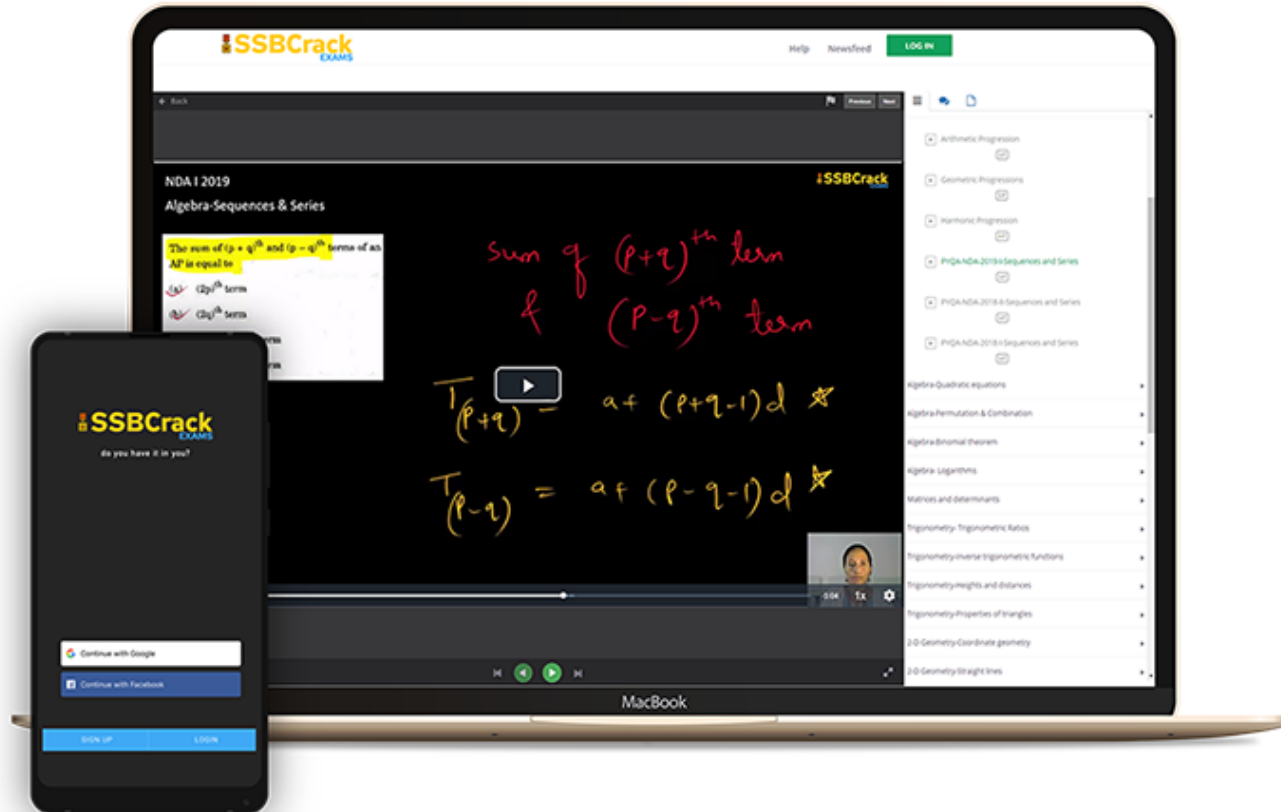 SSBCrack
EXAMS
Help
Newsfeed
LOG IN
Back
Previous
Next
NDA I 2019
Algebra-Sequences & Series
SSBCrack
The sum of (p + q)th and (p − q)th terms of an
AP is equal to
(a) (2p)th term
(b) (2q)th term
erm
rm
sum of (p+q)th term
& (p-q)th term
T(p+q) = a+ (p+q-1)d
T(p-q) = a+ (p-q-1)d
0:04
1x
Arithmetic Progression
Geometric Progressions
Harmonic Progression
PYQA-NDA-2019-I-Sequences and Series
PYQA-NDA-2018-II-Sequences and Series
PYQA-NDA-2018-I-Sequences and Series
Algebra-Quadratic equations
Algebra-Permutation & Combination
Algebra-Binomial theorem
Algebra- Logarithms
Matrices and determinants
Trigonometry- Trigonometric Ratios
Trigonometry-Inverse trigonometric functions
Trigonometry-Heights and distances
Trigonometry-Properties of triangles
2-D Geometry-Coordinate geometry
2-D Geometry-Straight lines
MacBook
SSBCrack
EXAMS
do you have it in you?
Continue with Google
Continue with Facebook
SIGN UP
LOGIN